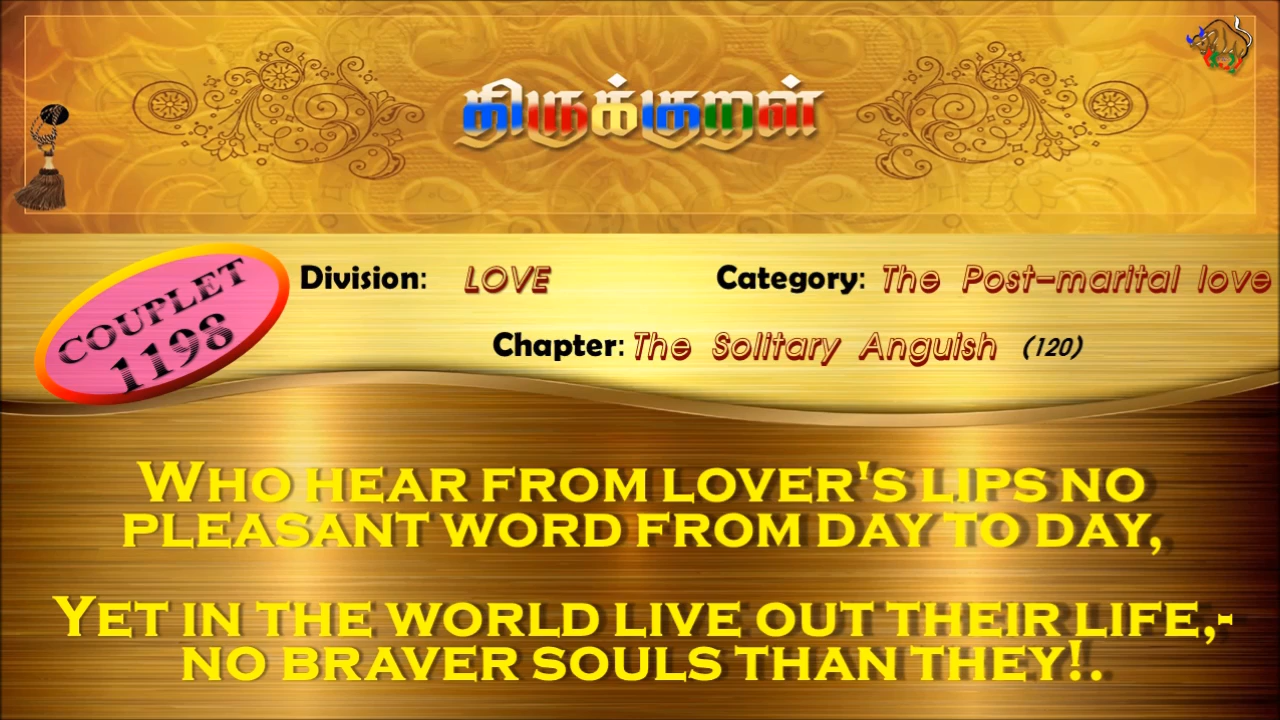 திருக்குறள்
COUPLET
1198
Division: LOVE Category: The Post-marital love
Chapter: The Solitary Anguish (120)
WHO HEAR FROM LOVER'S LIPS NO
PLEASANT WORD FROM DAY TO DAY,
YET IN THE WORLD LIVE OUT THEIR LIFE,-
NO BRAVER SOULS THAN THEY!.